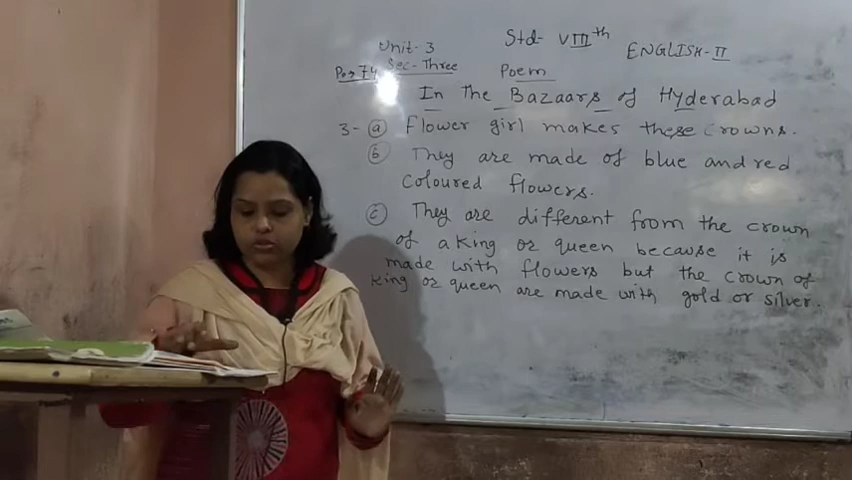 Unit-3 Std- VIIIth ENGLISH-II
Sec-Three Poem
In The Bazaars of Hyderabad
3- (a) Flower girl makes these crowns.
(b) They are made of blue and red
coloured flowers.
(c) They are different from the crown
of a king or queen because it is
made with flowers but the crown of
king or queen are made with gold or silver.